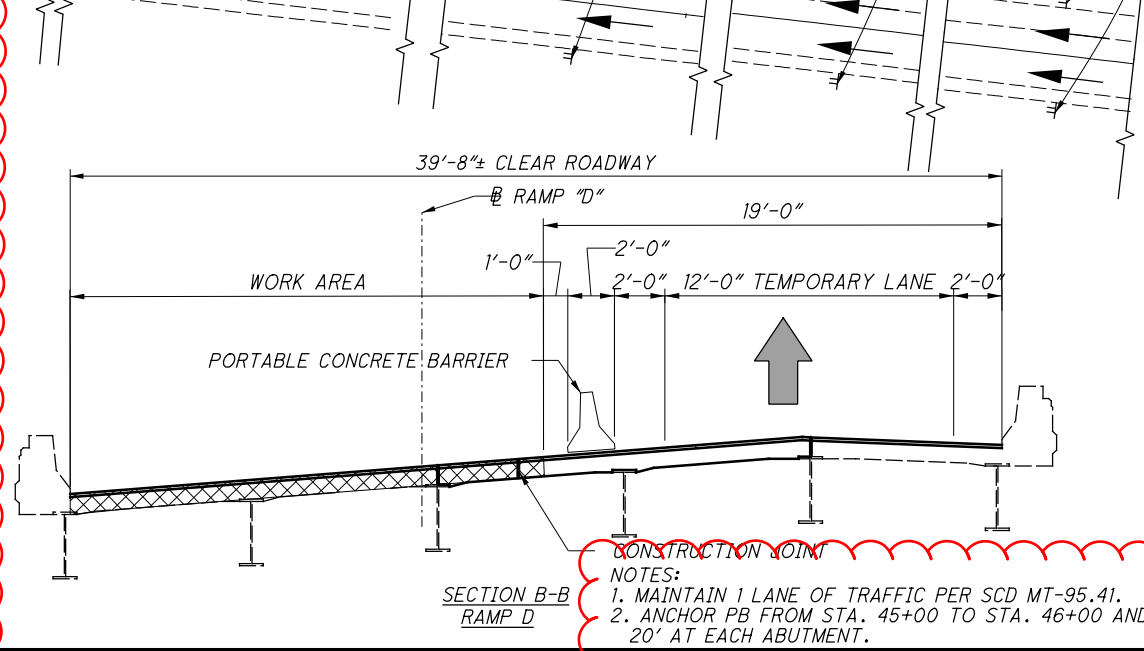 39'-8"± CLEAR ROADWAY
℄ RAMP "D"
19'-0"
1'-0"
2'-0"
WORK AREA
2'-0"
12'-0" TEMPORARY LANE
2'-0"
PORTABLE CONCRETE BARRIER
CONSTRUCTION JOINT
SECTION B-B
RAMP D
NOTES:
1. MAINTAIN 1 LANE OF TRAFFIC PER SCD MT-95.41.
2. ANCHOR PB FROM STA. 45+00 TO STA. 46+00 AND
20' AT EACH ABUTMENT.